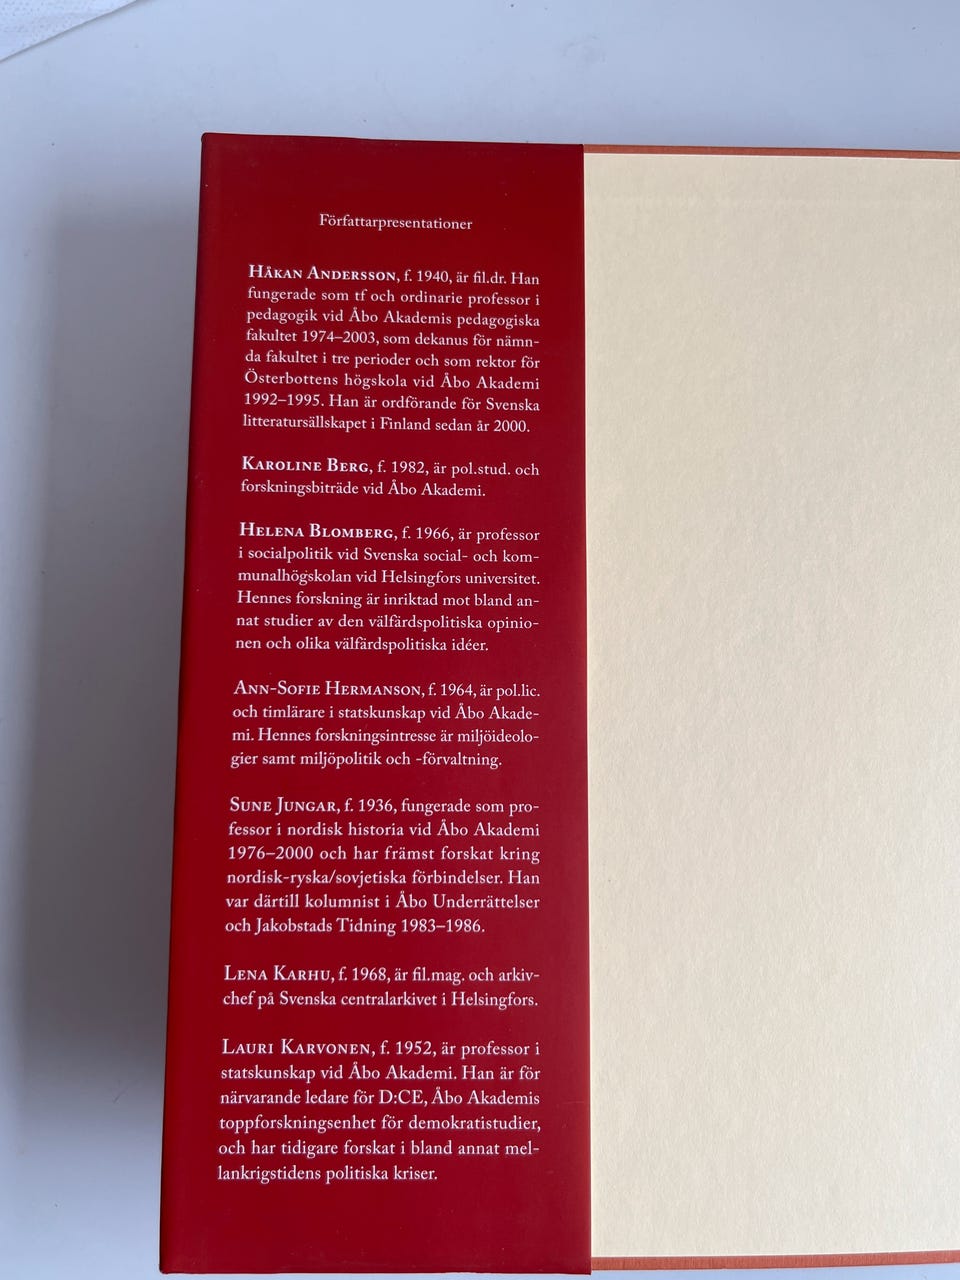 Författarpresentationer
Håkan Andersson, f. 1940, är fil.dr. Han
fungerade som tf och ordinarie professor i
pedagogik vid Åbo Akademis pedagogiska
fakultet 1974–2003, som dekanus för nämn-
da fakultet i tre perioder och som rektor för
Österbottens högskola vid Åbo Akademi
1992–1995. Han är ordförande för Svenska
litteratursällskapet i Finland sedan år 2000.
Karoline Berg, f. 1982, är pol.stud. och
forskningsbiträde vid Åbo Akademi.
Helena Blomberg, f. 1966, är professor
i socialpolitik vid Svenska social- och kom-
munalhögskolan vid Helsingfors universitet.
Hennes forskning är inriktad mot bland an-
nat studier av den välfärdspolitiska opinio-
nen och olika välfärdspolitiska idéer.
Ann-Sofie Hermanson, f. 1964, är pol.lic.
och timlärare i statskunskap vid Åbo Akade-
mi. Hennes forskningsintresse är miljöideolo-
gier samt miljöpolitik och -förvaltning.
Sune Jungar, f. 1936, fungerade som pro-
fessor i nordisk historia vid Åbo Akademi
1976–2000 och har främst forskat kring
nordisk-ryska/sovjetiska förbindelser. Han
var därtill kolumnist i Åbo Underrättelser
och Jakobstads Tidning 1983–1986.
Lena Karhu, f. 1968, är fil.mag. och arkiv-
chef på Svenska centralarkivet i Helsingfors.
Lauri Karvonen, f. 1952, är professor i
statskunskap vid Åbo Akademi. Han är för
närvarande ledare för D:CE, Åbo Akademis
toppforskningsenhet för demokratistudier,
och har tidigare forskat i bland annat mel-
lankrigstidens politiska kriser.